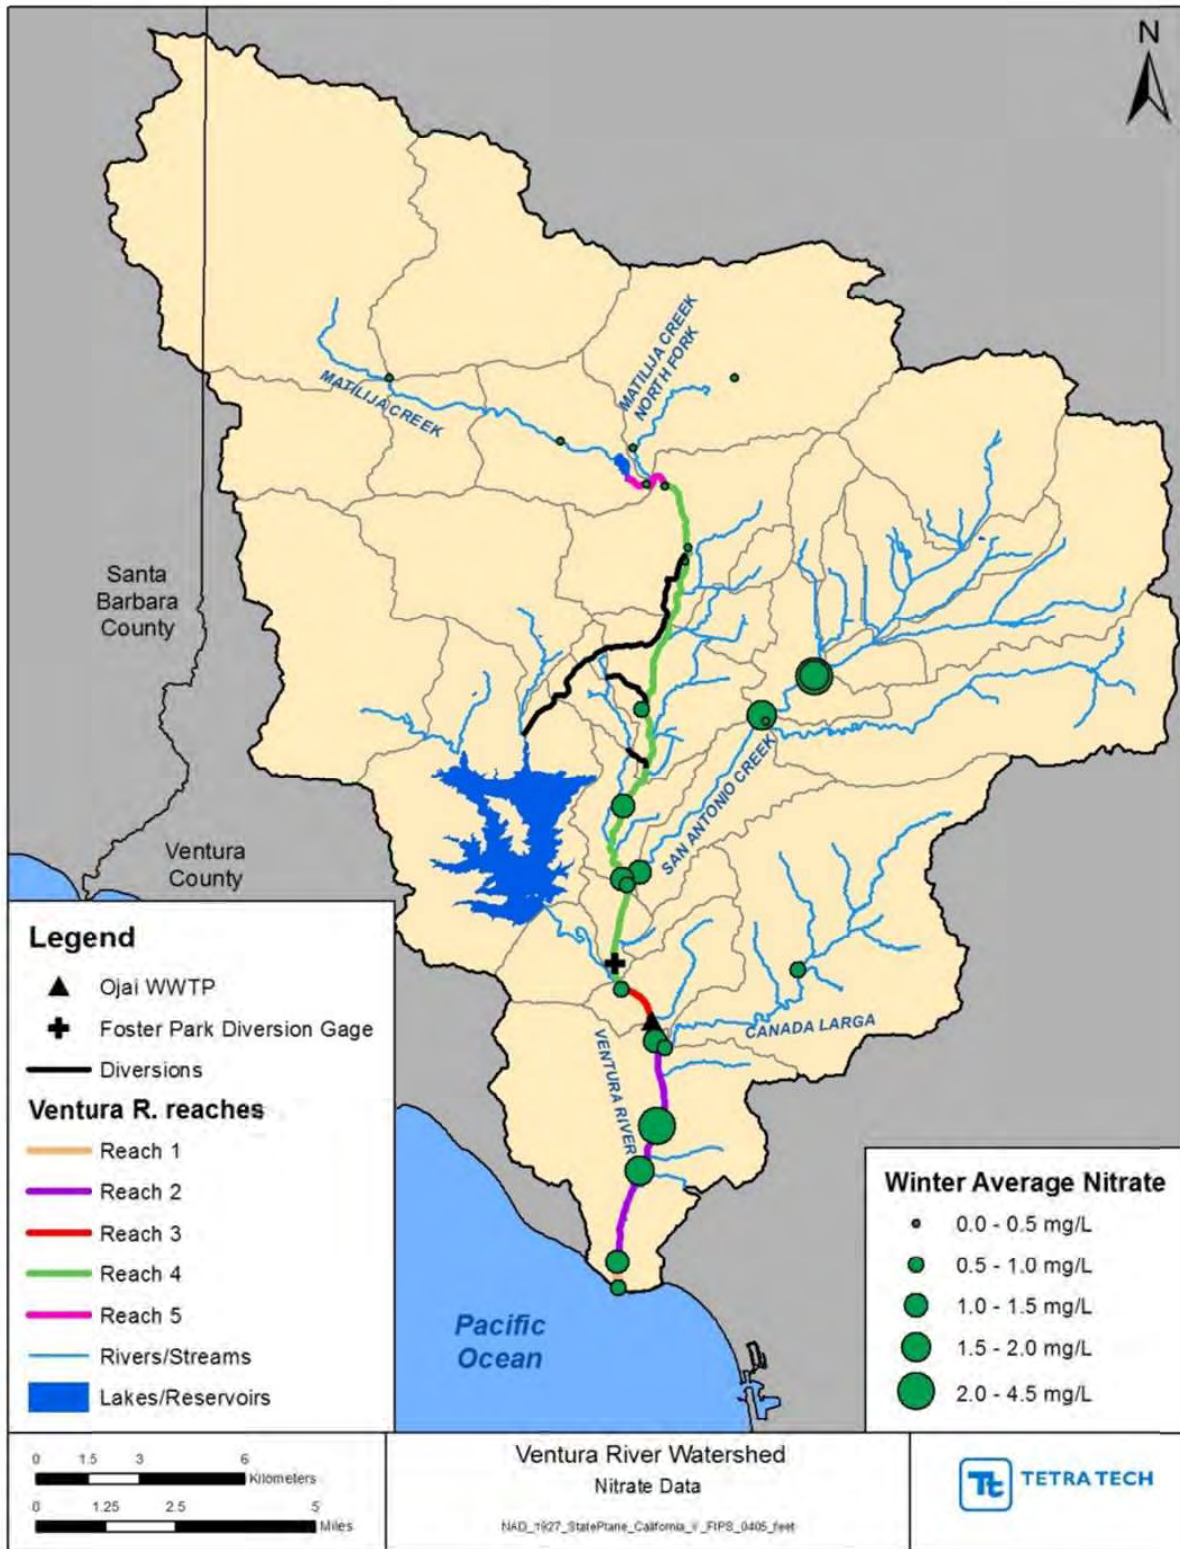 N
MATILIJA CREEK
NORTH FORK
MATILIJA CREEK
Santa
Barbara
County
SAN ANTONIO CREEK
Ventura
County
CANADA LARGA
VENTURA RIVER
Pacific
Ocean
Legend
Ojai WWTP
Foster Park Diversion Gage
Diversions
Ventura R. reaches
Reach 1
Reach 2
Reach 3
Reach 4
Reach 5
Rivers/Streams
Lakes/Reservoirs
Winter Average Nitrate
0.0 - 0.5 mg/L
0.5 - 1.0 mg/L
1.0 - 1.5 mg/L
1.5 - 2.0 mg/L
2.0 - 4.5 mg/L
0 1.5 3 6
Kilometers
0 1.25 2.5 5
Miles
Ventura River Watershed
Nitrate Data
NAD_1927_StatePlane_California_V_FIPS_0405_feet
Tt TETRA TECH